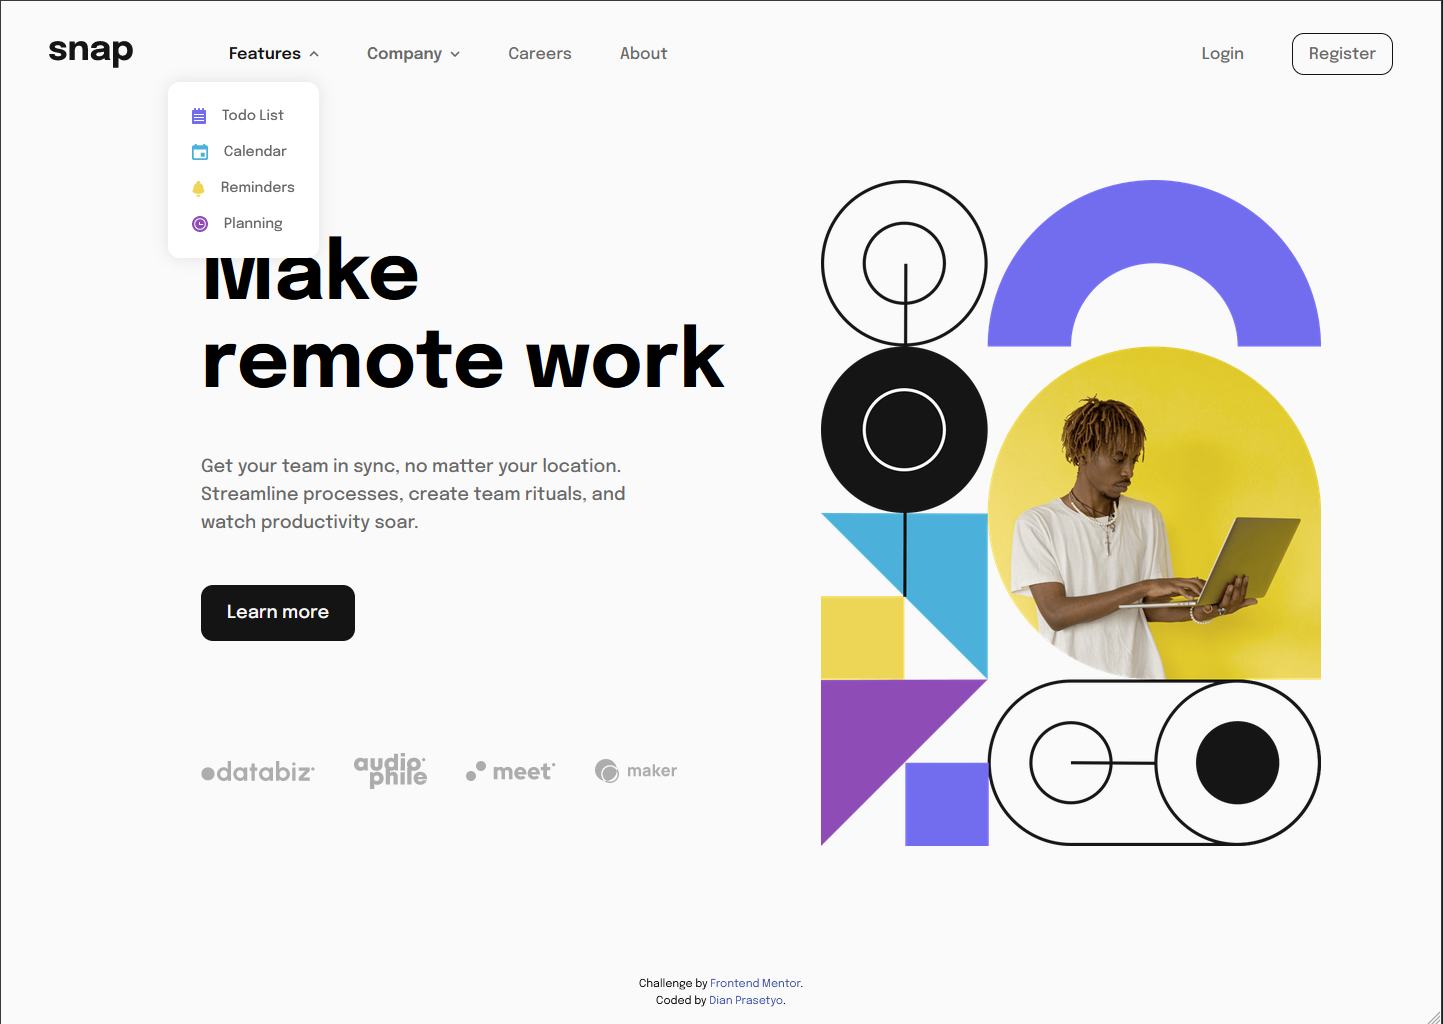 snap Features Company Careers About Login Register
Todo List
Calendar
Reminders
Planning
Make
remote work
Get your team in sync, no matter your location.
Streamline processes, create team rituals, and
watch productivity soar.
Learn more
databiz audiophile meet maker
Challenge by Frontend Mentor.
Coded by Dian Prasetyo.